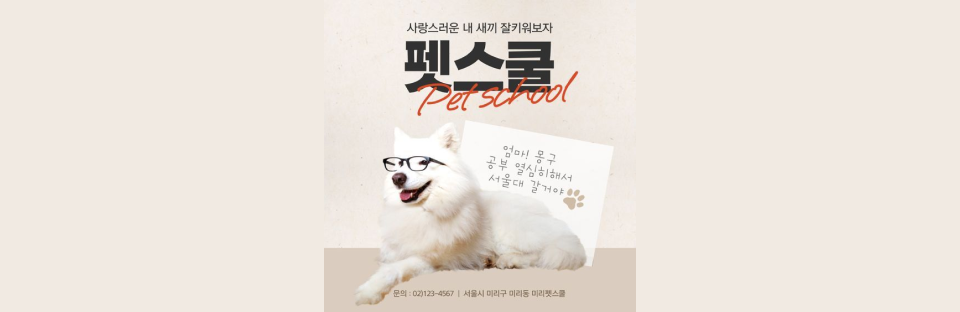 사랑스러운 내 새끼 잘키워보자
펫스쿨
Pet school
엄마! 몽구
공부 열심히해서
서울대 갈거야
문의 : 02)123-4567 | 서울시 미리구 미리동 미리펫스쿨